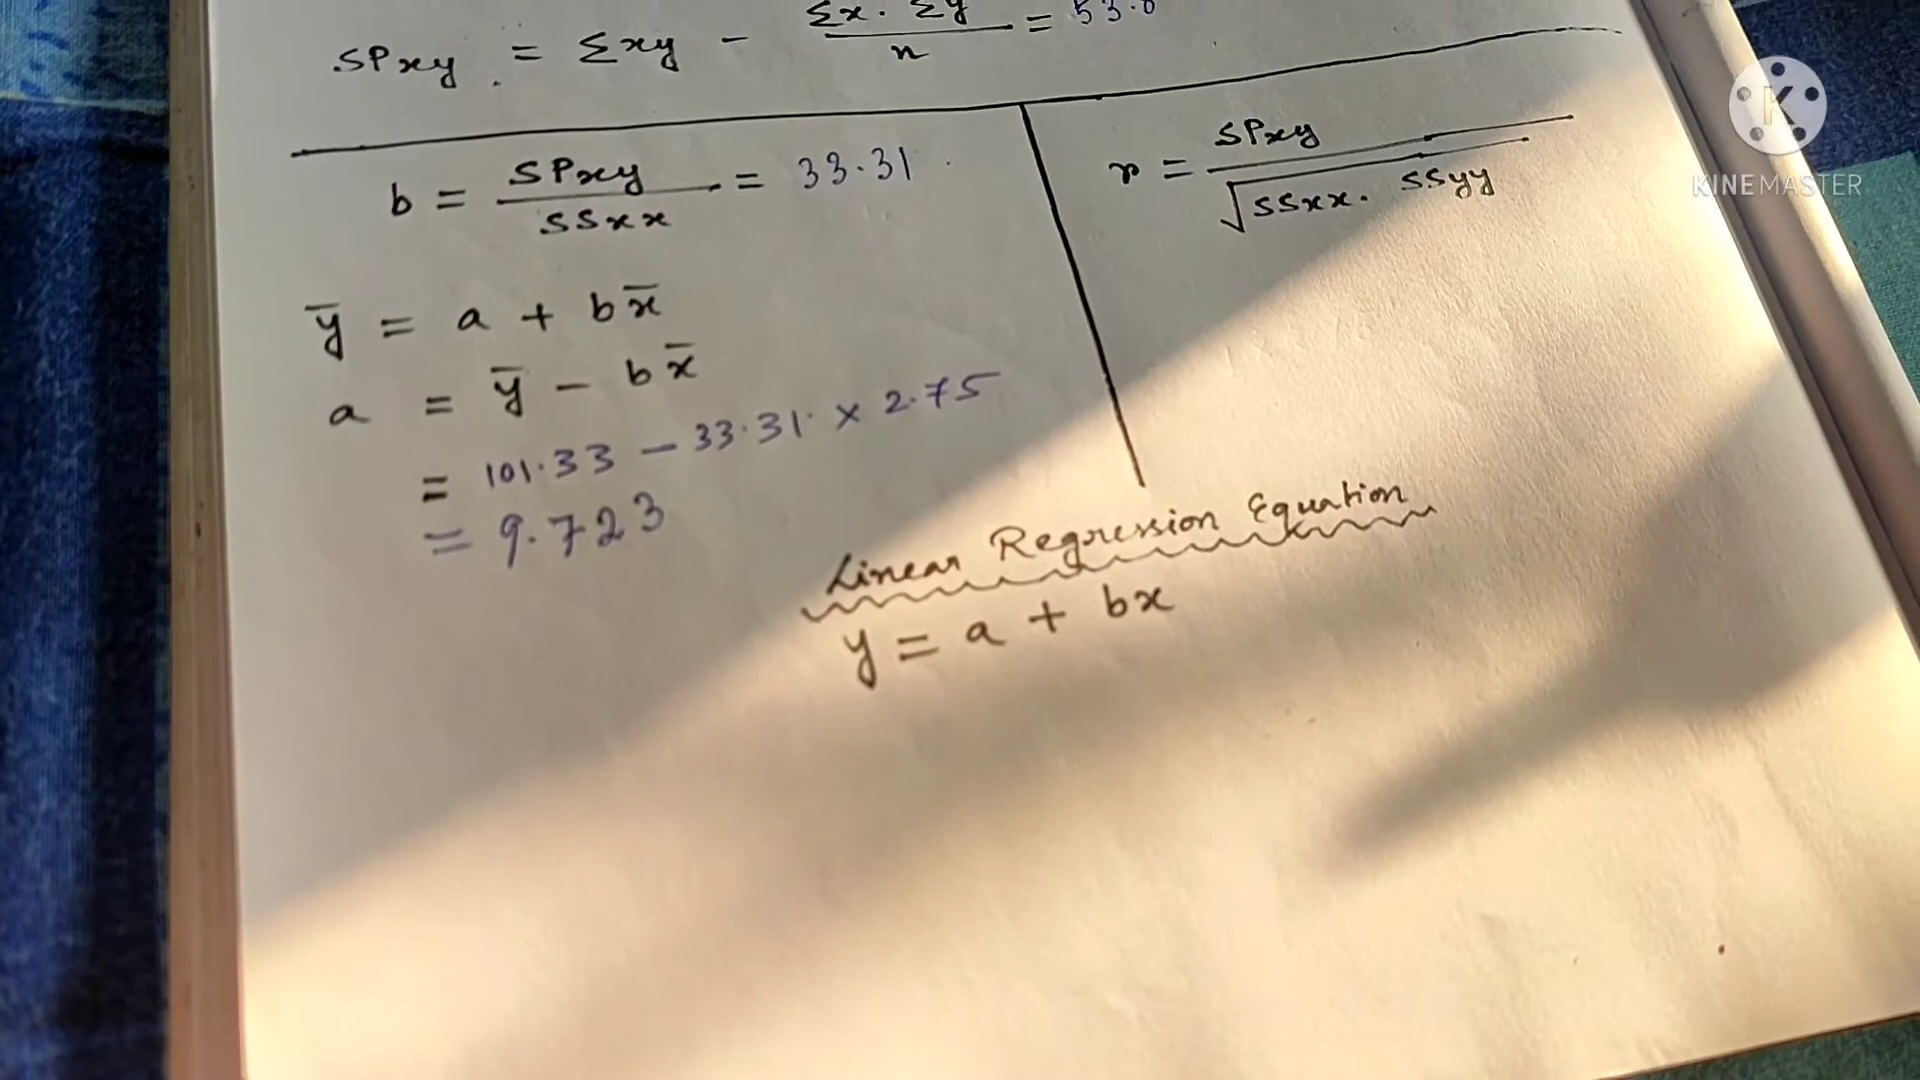 SPxy = Σxy - Σx. Σy / n = 53.
b = SPxy / SSxx = 33.31
r = SPxy / √SSxx. SSyy
ȳ = a + bx̄
a = ȳ - bx̄
= 101.33 - 33.31 x 2.75
= 9.723
Linear Regression Equation
y = a + bx
K
KINEMASTER